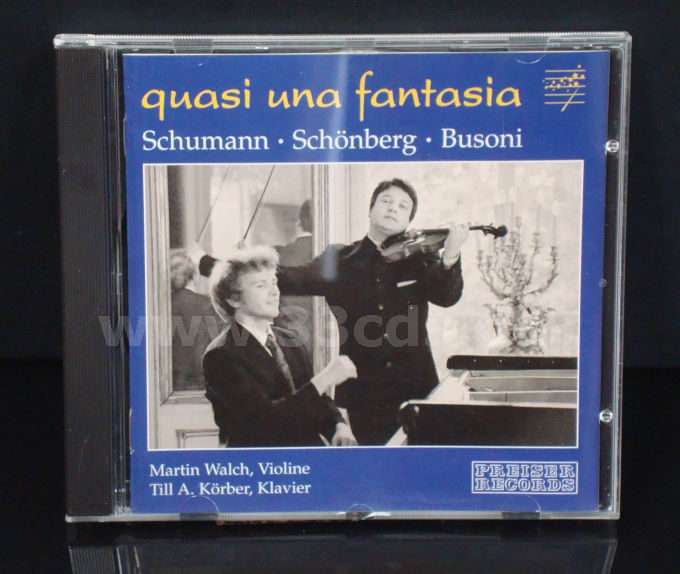 quasi una fantasia
Schumann · Schönberg · Busoni
Martin Walch, Violine
Till A. Körber, Klavier
PREISER
RECORDS